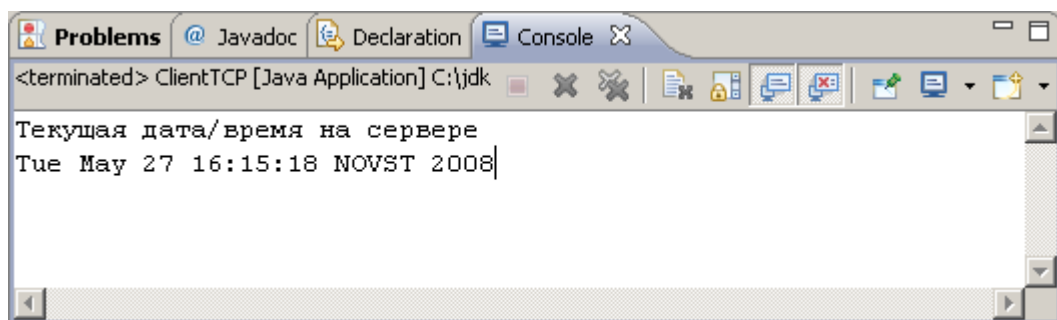 Problems @ Javadoc Declaration Console
<terminated> ClientTCP [Java Application] C:\jdk
Текущая дата/время на сервере
Tue May 27 16:15:18 NOVST 2008